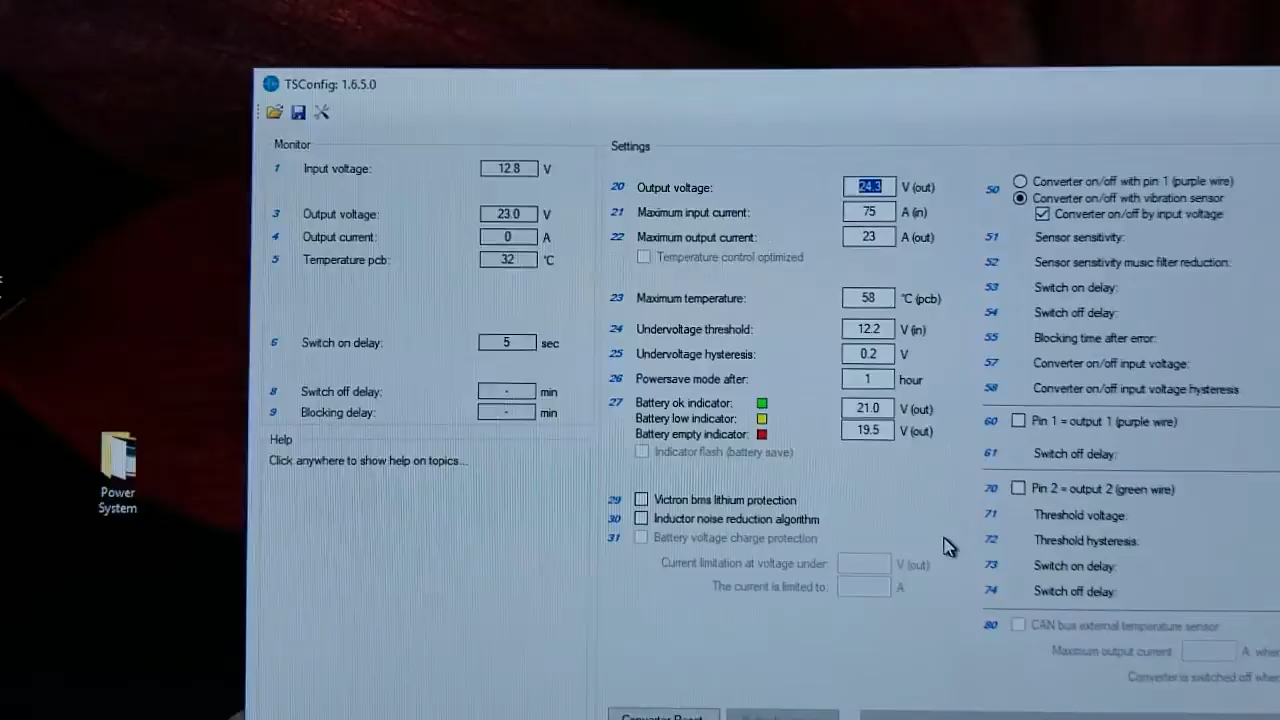 TSConfig: 1.6.5.0
Monitor
1 Input voltage: 12.8 V
3 Output voltage: 23.0 V
4 Output current: 0 A
5 Temperature pcb: 32 °C
6 Switch on delay: 5 sec
8 Switch off delay: - min
9 Blocking delay: - min
Help
Click anywhere to show help on topics...
Power
System
Settings
20 Output voltage: 24.3 V (out)
21 Maximum input current: 75 A (in)
22 Maximum output current: 23 A (out)
Temperature control optimized
23 Maximum temperature: 58 °C (pcb)
24 Undervoltage threshold: 12.2 V (in)
25 Undervoltage hysteresis: 0.2 V
26 Powersave mode after: 1 hour
27 Battery ok indicator: 21.0 V (out)
Battery low indicator:
Battery empty indicator: 19.5 V (out)
Indicator flash (battery save)
29 Victron bms lithium protection
30 Inductor noise reduction algorithm
31 Battery voltage charge protection
Current limitation at voltage under: V (out)
The current is limited to: A
50 Converter on/off with pin 1 (purple wire)
Converter on/off with vibration sensor
Converter on/off by input voltage
51 Sensor sensitivity:
52 Sensor sensitivity music filter reduction:
53 Switch on delay:
54 Switch off delay:
55 Blocking time after error:
57 Converter on/off input voltage:
58 Converter on/off input voltage hysteresis
60 Pin 1 = output 1 (purple wire)
61 Switch off delay:
70 Pin 2 = output 2 (green wire)
71 Threshold voltage:
72 Threshold hysteresis:
73 Switch on delay:
74 Switch off delay:
80 CAN bus external temperature sensor
Maximum output current A when
Converter is switched off when
Converter Reset